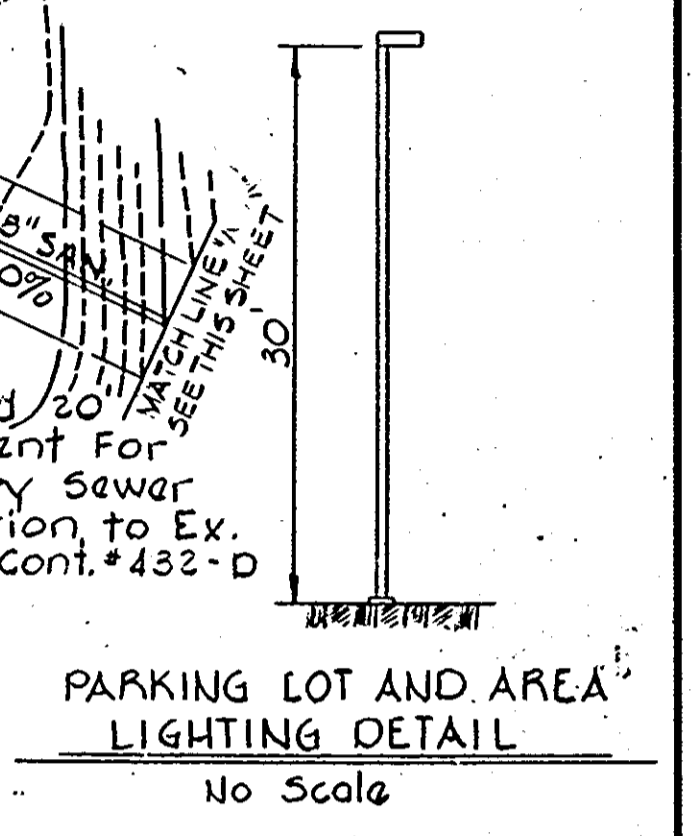 8" SAN.
0%
MATCH LINE "A"
SEE THIS SHEET
30'
20'
ent For
y Sewer
ion, to Ex.
Cont. #432-D
PARKING LOT AND AREA
LIGHTING DETAIL
No Scale